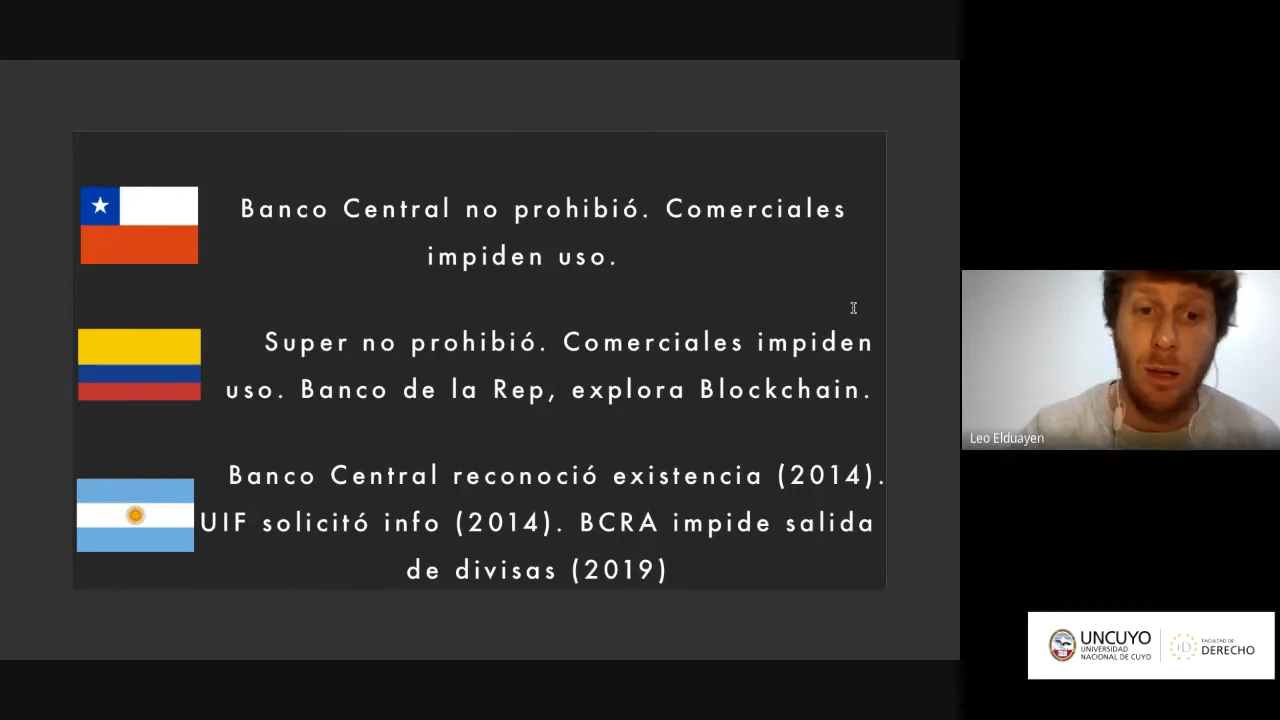 Banco Central no prohibió. Comerciales
impiden uso.
Super no prohibió. Comerciales impiden
uso. Banco de la Rep, explora Blockchain.
Banco Central reconoció existencia (2014).
UIF solicitó info (2014). BCRA impide salida
de divisas (2019)
Leo Elduayen
UNCUYO
UNIVERSIDAD
NACIONAL DE CUYO
FACULTAD DE
DERECHO